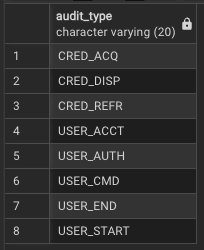 audit_type
character varying (20)
1 CRED_ACQ
2 CRED_DISP
3 CRED_REFR
4 USER_ACCT
5 USER_AUTH
6 USER_CMD
7 USER_END
8 USER_START